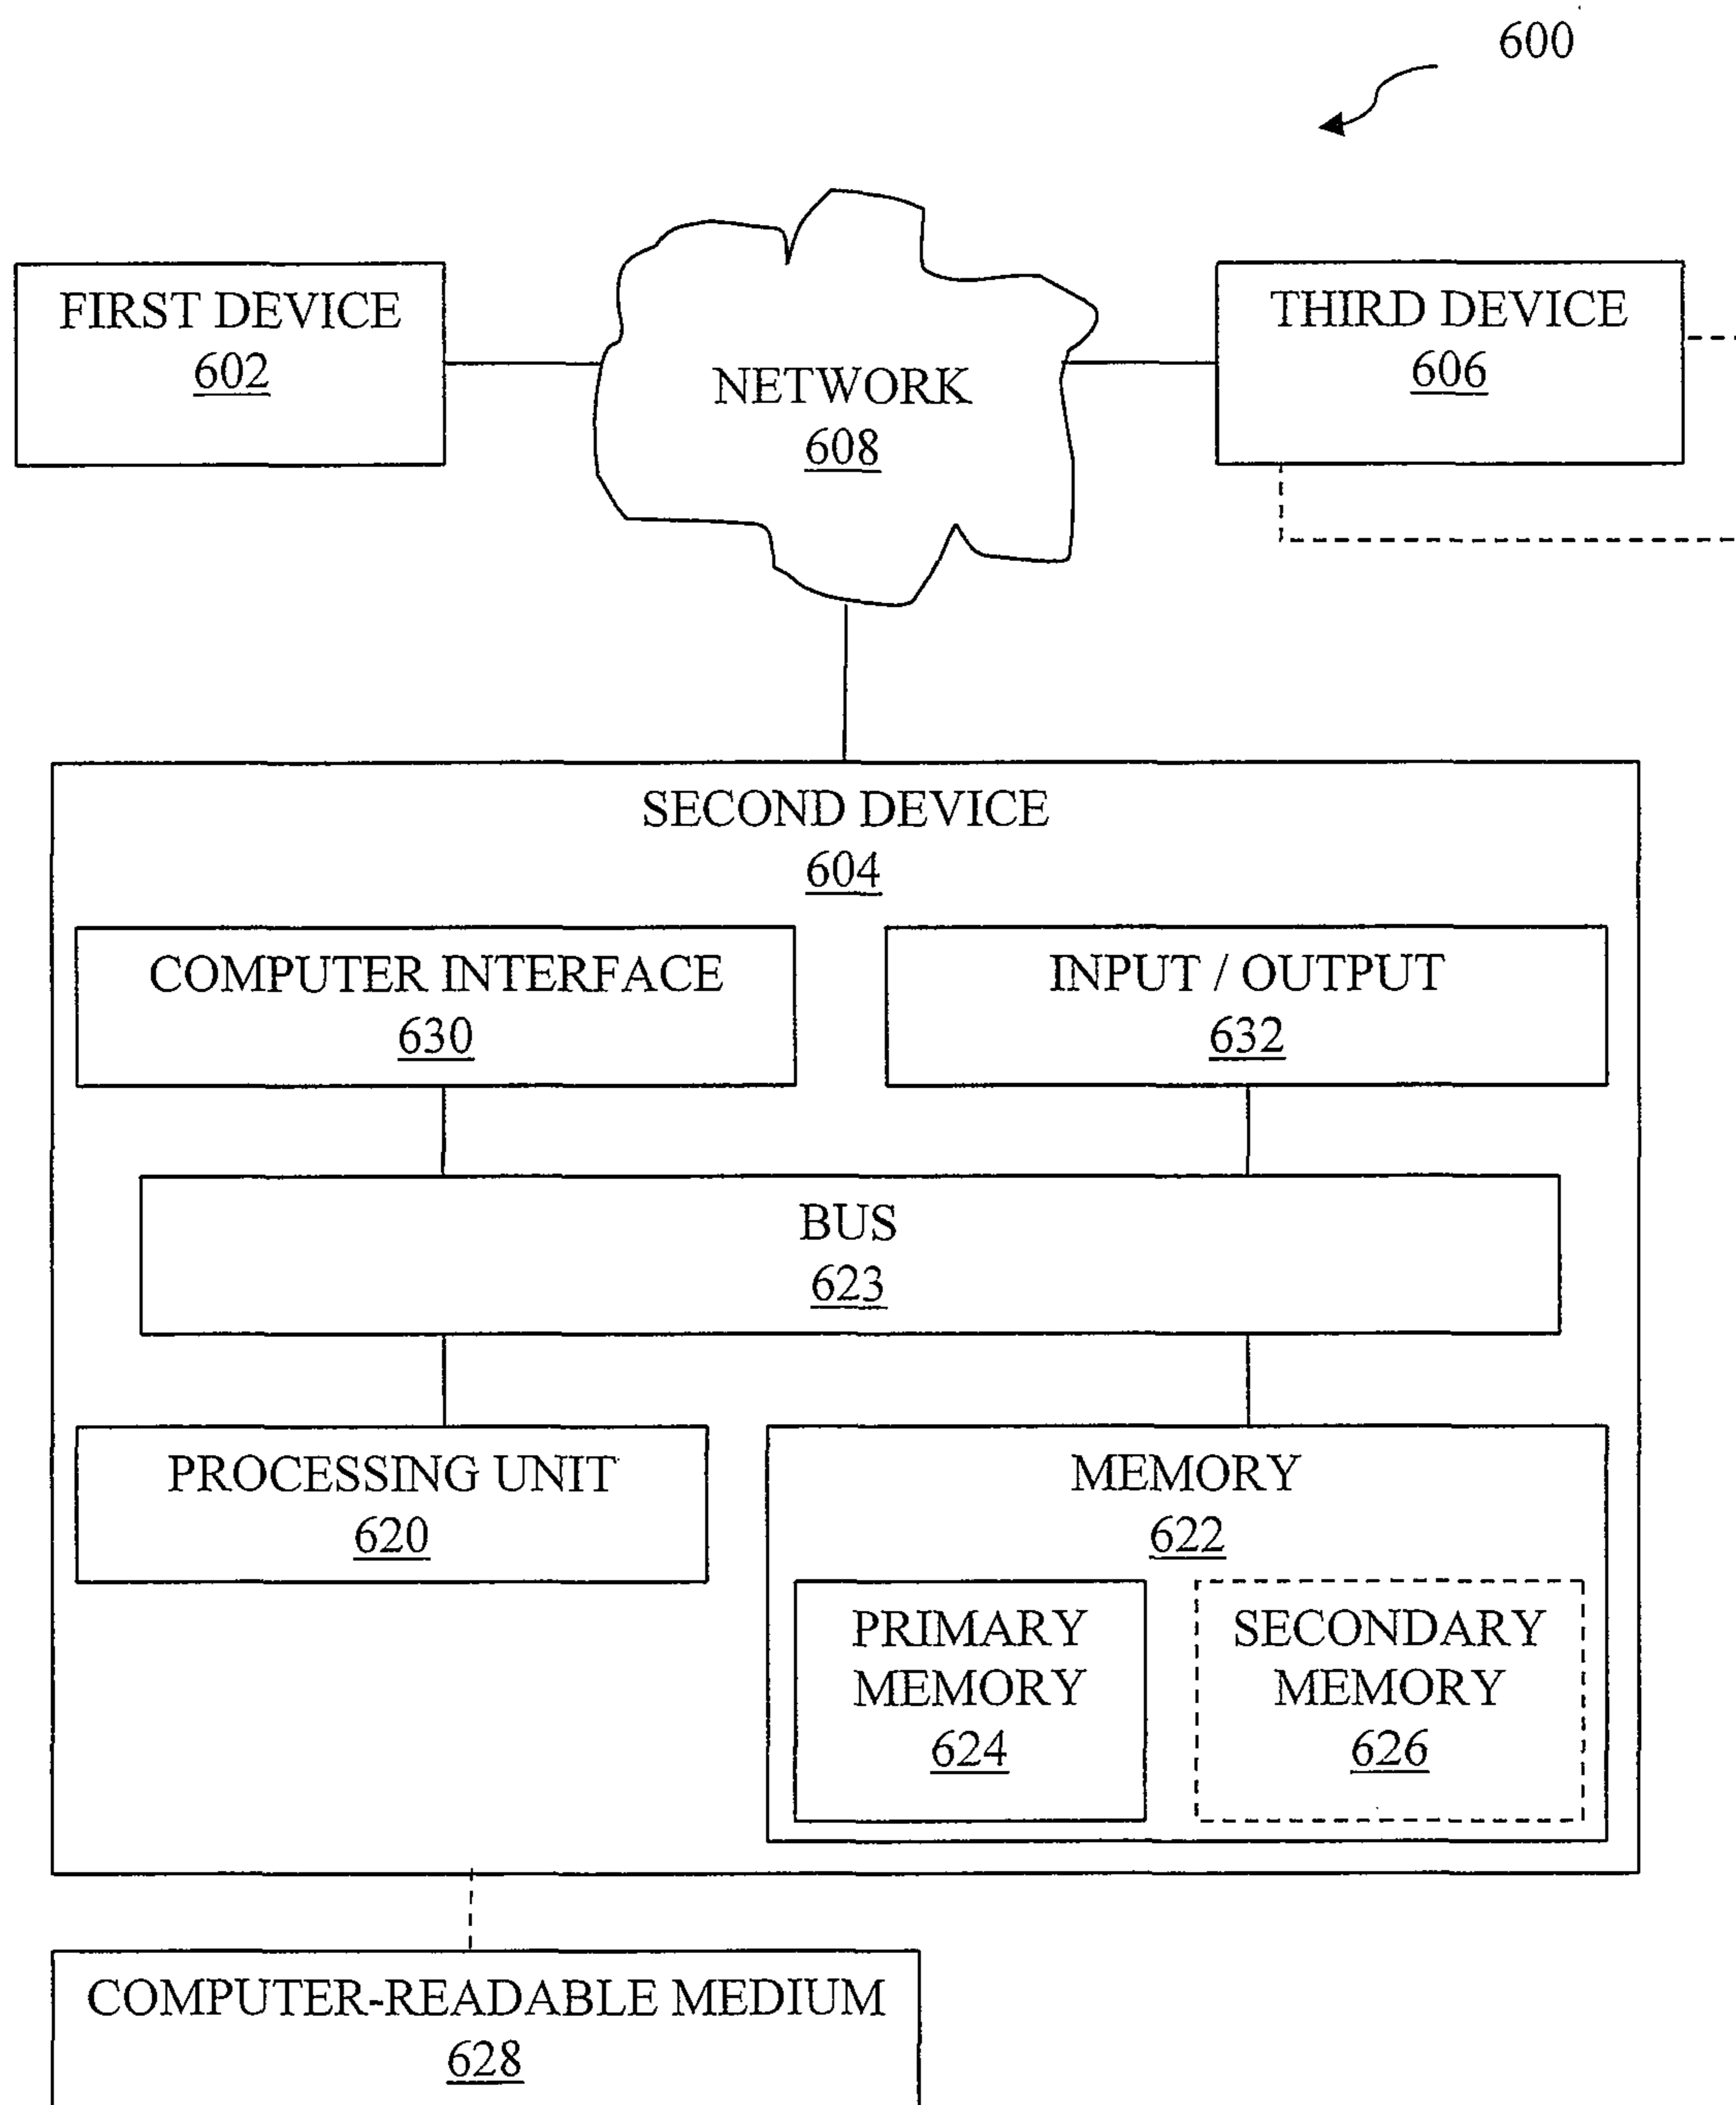 600
FIRST DEVICE
602
NETWORK
608
THIRD DEVICE
606
SECOND DEVICE
604
COMPUTER INTERFACE
630
INPUT / OUTPUT
632
BUS
623
PROCESSING UNIT
620
MEMORY
622
PRIMARY
MEMORY
624
SECONDARY
MEMORY
626
COMPUTER-READABLE MEDIUM
628